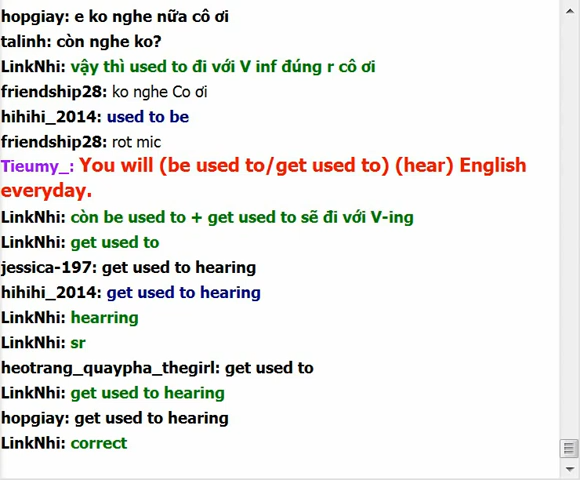 hopgiay: e ko nghe nữa cô ơi
talinh: còn nghe ko?
LinkNhi: vậy thì used to đi với V inf đúng r cô ơi
friendship28: ko nghe Co ơi
hihihi_2014: used to be
friendship28: rot mic
Tieumy_: You will (be used to/get used to) (hear) English
everyday.
LinkNhi: còn be used to + get used to sẽ đi với V-ing
LinkNhi: get used to
jessica-197: get used to hearing
hihihi_2014: get used to hearing
LinkNhi: hearring
LinkNhi: sr
heotrang_quaypha_thegirl: get used to
LinkNhi: get used to hearing
hopgiay: get used to hearing
LinkNhi: correct